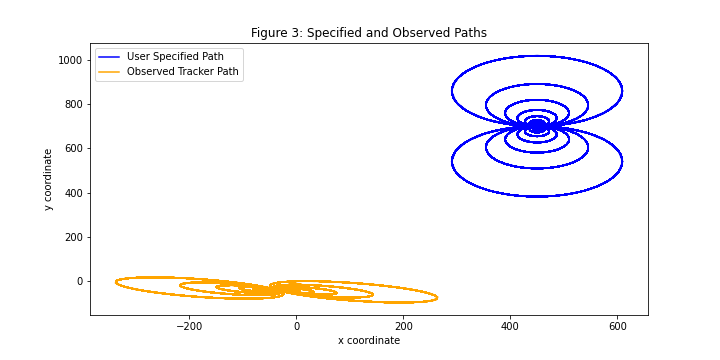 Figure 3: Specified and Observed Paths
User Specified Path
Observed Tracker Path
1000
800
600
400
200
0
y coordinate
−200
0
200
400
600
x coordinate